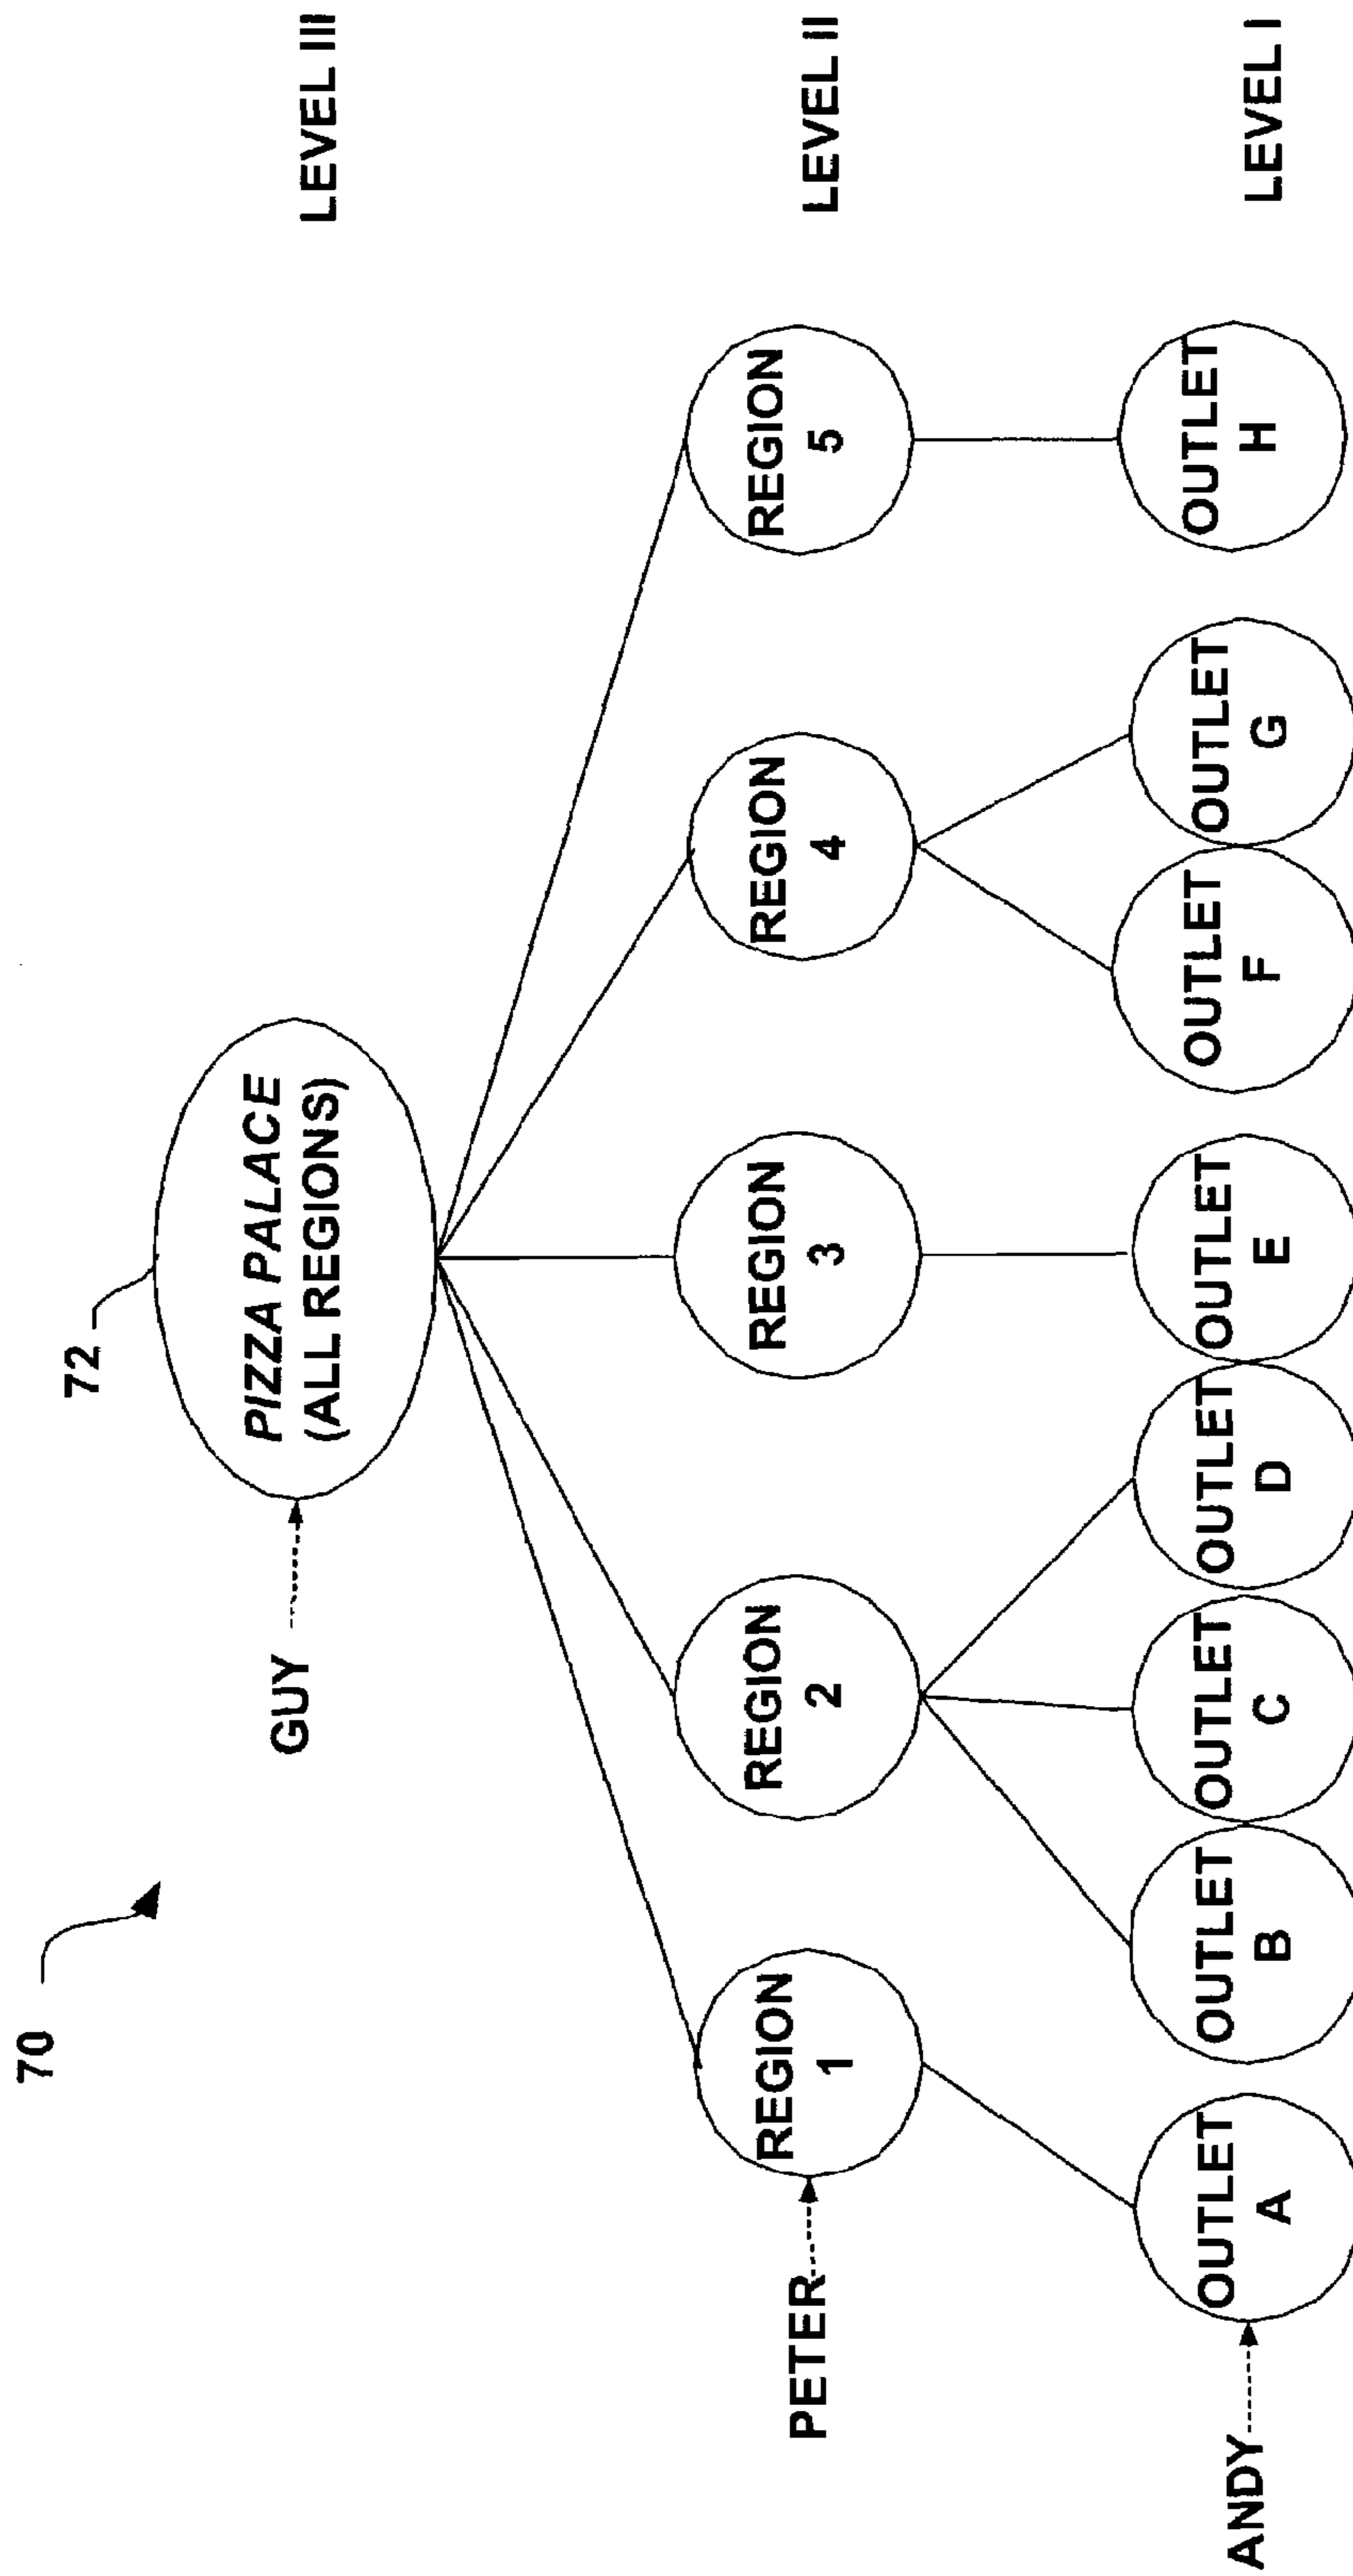 70
72
GUY
PIZZA PALACE
(ALL REGIONS)
LEVEL III
PETER
REGION
1
REGION
2
REGION
3
REGION
4
REGION
5
LEVEL II
ANDY
OUTLET
A
OUTLET
B
OUTLET
C
OUTLET
D
OUTLET
E
OUTLET
F
OUTLET
G
OUTLET
H
LEVEL I